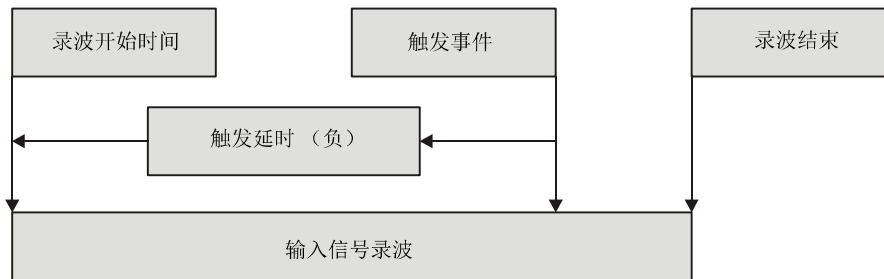 录波开始时间
触发事件
录波结束
触发延时 （负）
输入信号录波